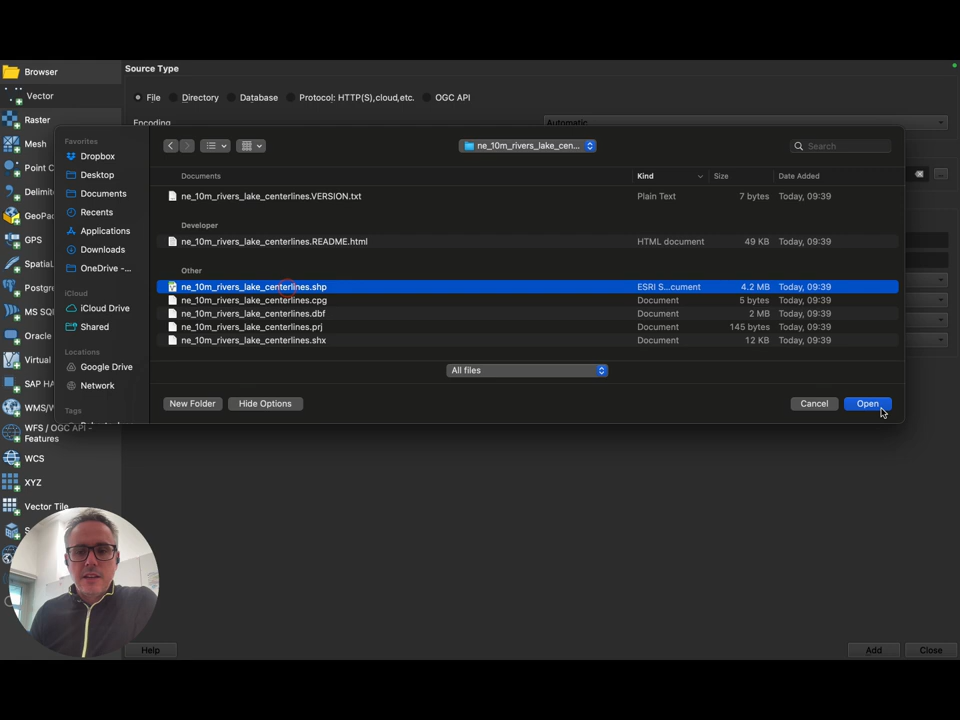 Browser
Source Type
Vector
File
Directory
Database
Protocol: HTTP(S),cloud,etc.
OGC API
Raster
Encoding
Automatic
Mesh
Point C
Delimite
GeoPac
GPS
SpatiaL
Postgre
MS SQL
Oracle
Virtual
SAP HA
WMS/W
WFS / OGC API -
Features
WCS
XYZ
Vector Tile
Favorites
Dropbox
Desktop
Documents
Recents
Applications
Downloads
OneDrive -...
iCloud
iCloud Drive
Shared
Locations
Google Drive
Network
Tags
ne_10m_rivers_lake_cen...
Search
Documents
Kind
Size
Date Added
ne_10m_rivers_lake_centerlines.VERSION.txt Plain Text 7 bytes Today, 09:39
Developer
ne_10m_rivers_lake_centerlines.README.html HTML document 49 KB Today, 09:39
Other
ne_10m_rivers_lake_centerlines.shp ESRI S...cument 4.2 MB Today, 09:39
ne_10m_rivers_lake_centerlines.cpg Document 5 bytes Today, 09:39
ne_10m_rivers_lake_centerlines.dbf Document 2 MB Today, 09:39
ne_10m_rivers_lake_centerlines.prj Document 145 bytes Today, 09:39
ne_10m_rivers_lake_centerlines.shx Document 12 KB Today, 09:39
All files
New Folder
Hide Options
Cancel
Open
Help
Add
Close